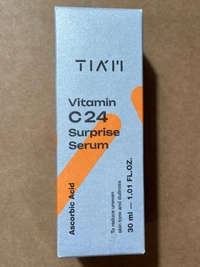 TIA'M
Vitamin
C 24
Surprise
Serum
Ascorbic Acid
To reduce uneven
skin tone and dullness
30 ml — 1.01 FL.OZ.